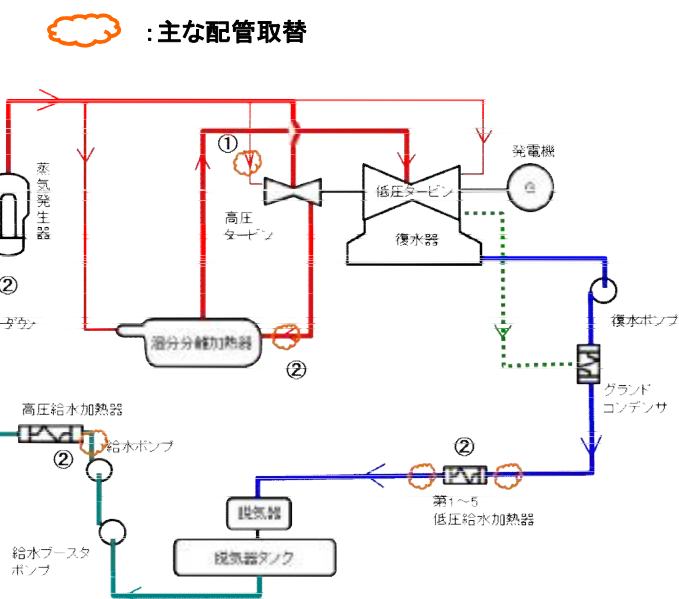 ：主な配管取替
①
発電機
蒸
気
発
生
器
低圧タービン
G
高圧
タービン
復水器
②
ーダウン
復水ポンプ
湿分分離加熱器
②
グランド
コンデンサ
高圧給水加熱器
給水ポンプ
②
②
第1～5
低圧給水加熱器
脱気器
給水ブースタ
ポンプ
脱気器タンク